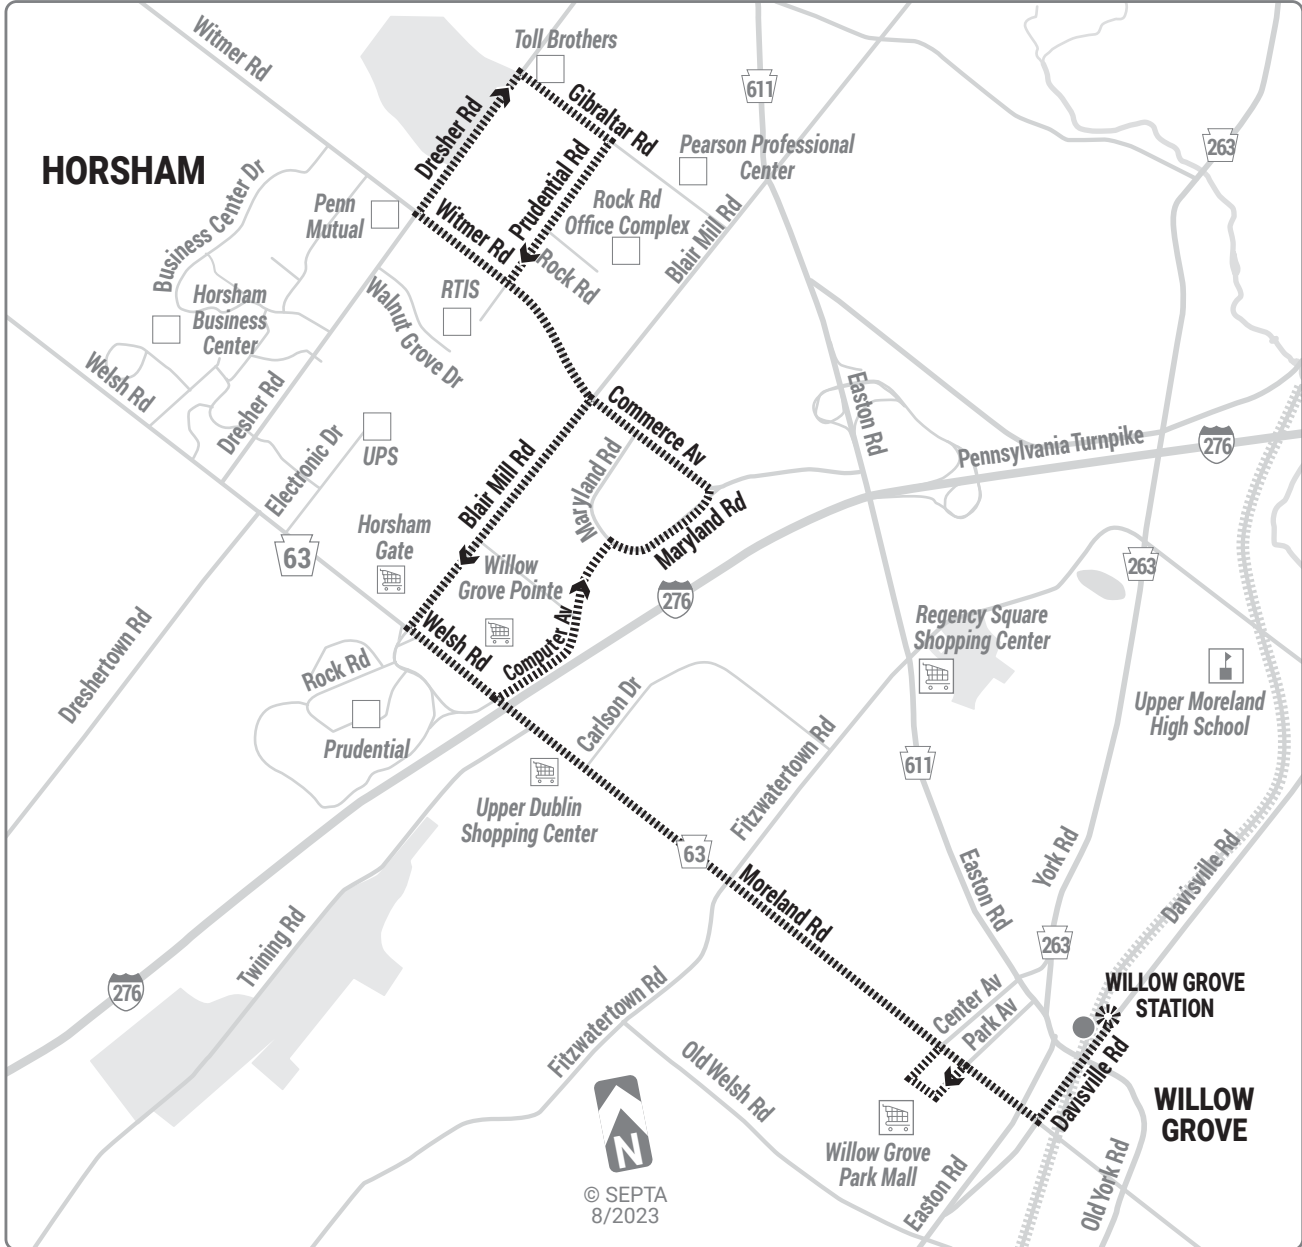 Witmer Rd
Toll Brothers
611
Gibraltar Rd
Dresher Rd
263
Pearson Professional
Center
HORSHAM
Prudential Rd
Business Center Dr
Penn
Mutual
Rock Rd
Office Complex
Witmer Rd
Blair Mill Rd
Rock Rd
RTIS
Walnut Grove Dr
Horsham
Business
Center
Welsh Rd
Dresher Rd
Easton Rd
Commerce Av
Electronic Dr
UPS
Maryland Rd
Pennsylvania Turnpike
276
Blair Mill Rd
Maryland Rd
Horsham
Gate
63
Willow
Grove Pointe
276
263
Computer Av
Regency Square
Shopping Center
Welsh Rd
Rock Rd
Dreshertown Rd
Upper Moreland
High School
Prudential
Carlson Dr
Fitzwatertown Rd
611
Upper Dublin
Shopping Center
63
Moreland Rd
Easton Rd
York Rd
Davisville Rd
Twining Rd
263
276
WILLOW GROVE
STATION
Center Av
Park Av
Fitzwatertown Rd
Old Welsh Rd
Davisville Rd
WILLOW
GROVE
Willow Grove
Park Mall
N
Easton Rd
Old York Rd
© SEPTA
8/2023